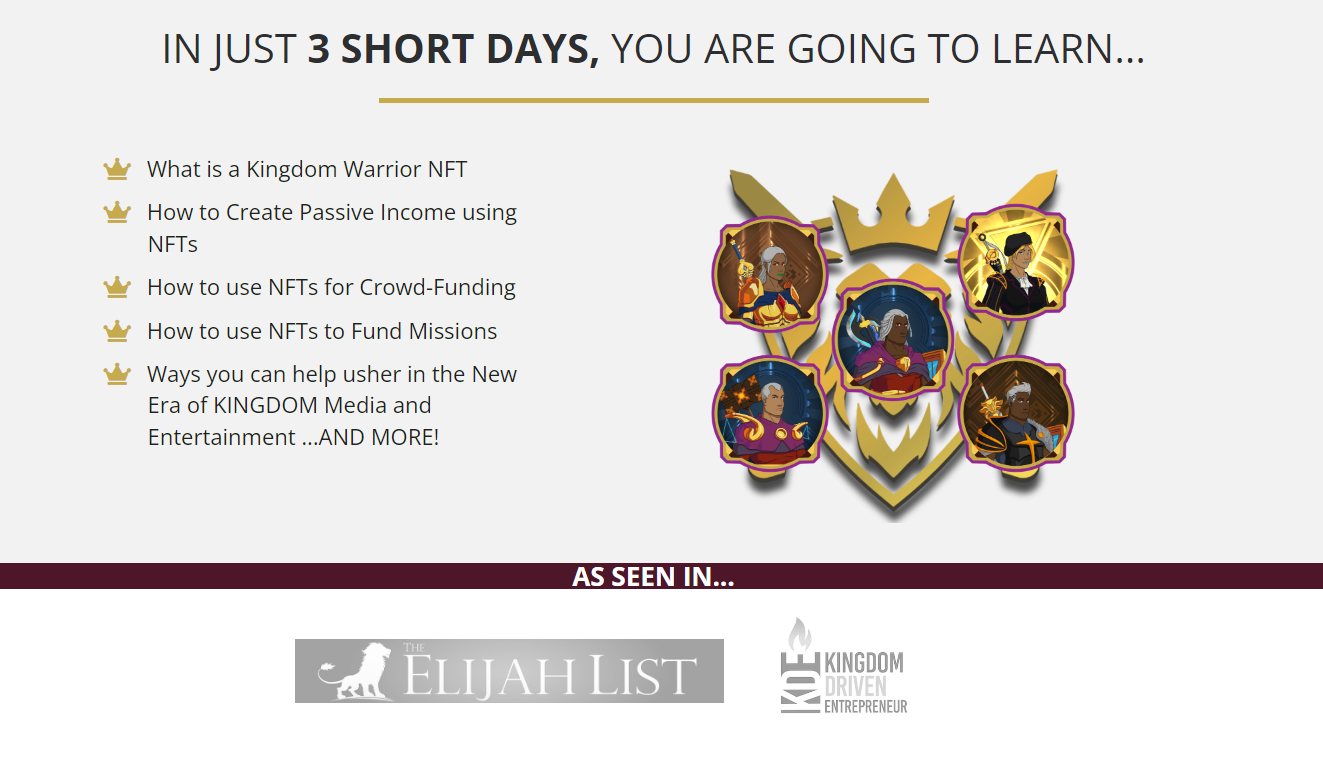 IN JUST 3 SHORT DAYS, YOU ARE GOING TO LEARN...
What is a Kingdom Warrior NFT
How to Create Passive Income using
NFTs
How to use NFTs for Crowd-Funding
How to use NFTs to Fund Missions
Ways you can help usher in the New
Era of KINGDOM Media and
Entertainment ...AND MORE!
AS SEEN IN...
THE
ELIJAH LIST
KDE
KINGDOM
DRIVEN
ENTREPRENEUR